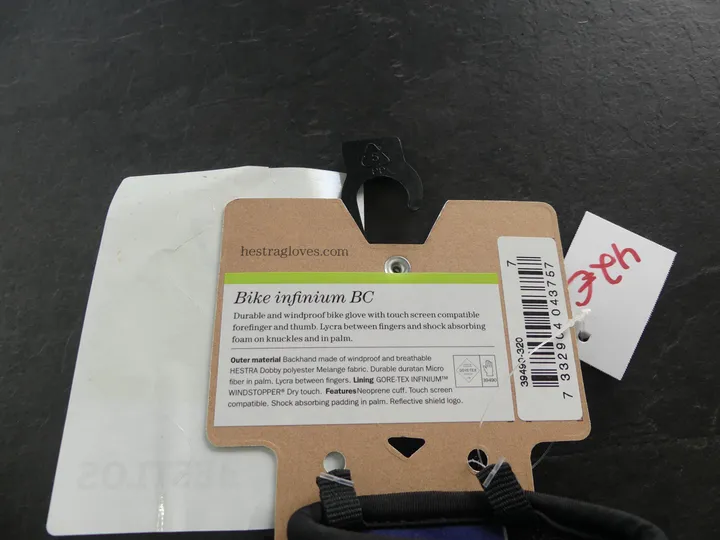 hestragloves.com
Bike infinium BC
Durable and windproof bike glove with touch screen compatible
forefinger and thumb. Lycra between fingers and shock absorbing
foam on knuckles and in palm.
Outer material Backhand made of windproof and breathable
HESTRA Dobby polyester Melange fabric. Durable duratan Micro
fiber in palm. Lycra between fingers. Lining GORE-TEX INFINIUM™
WINDSTOPPER® Dry touch. Features Neoprene cuff. Touch screen
compatible. Shock absorbing padding in palm. Reflective shield logo.
39490
39490-320
7 332904 043757
7
42€